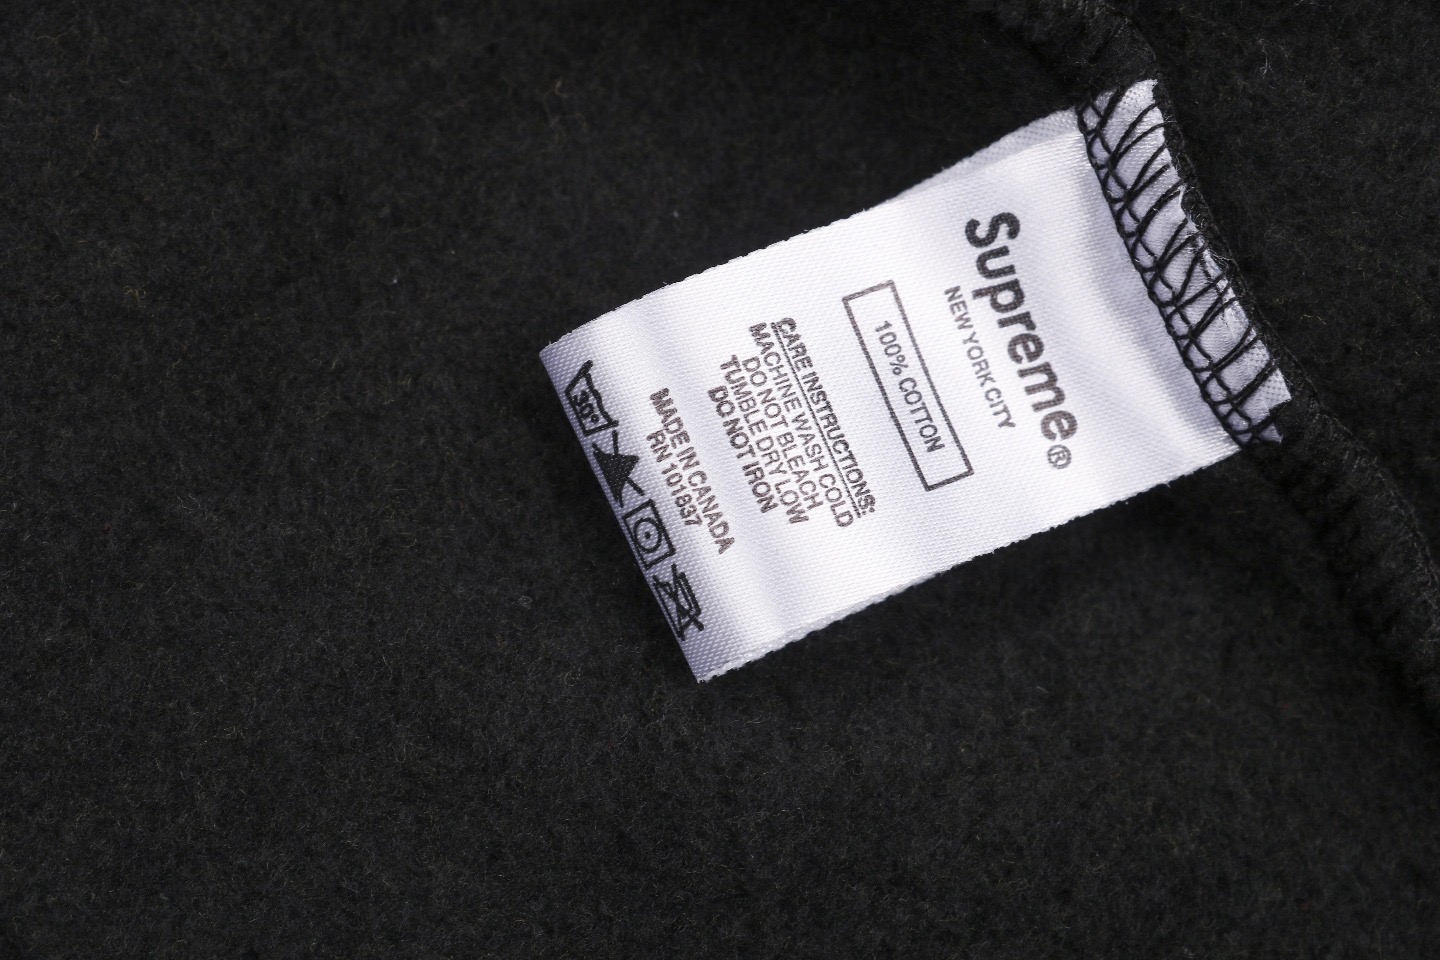 Supreme®
NEW YORK CITY
100% COTTON
CARE INSTRUCTIONS:
MACHINE WASH COLD
DO NOT BLEACH
TUMBLE DRY LOW
DO NOT IRON
MADE IN CANADA
RN 101837
30°